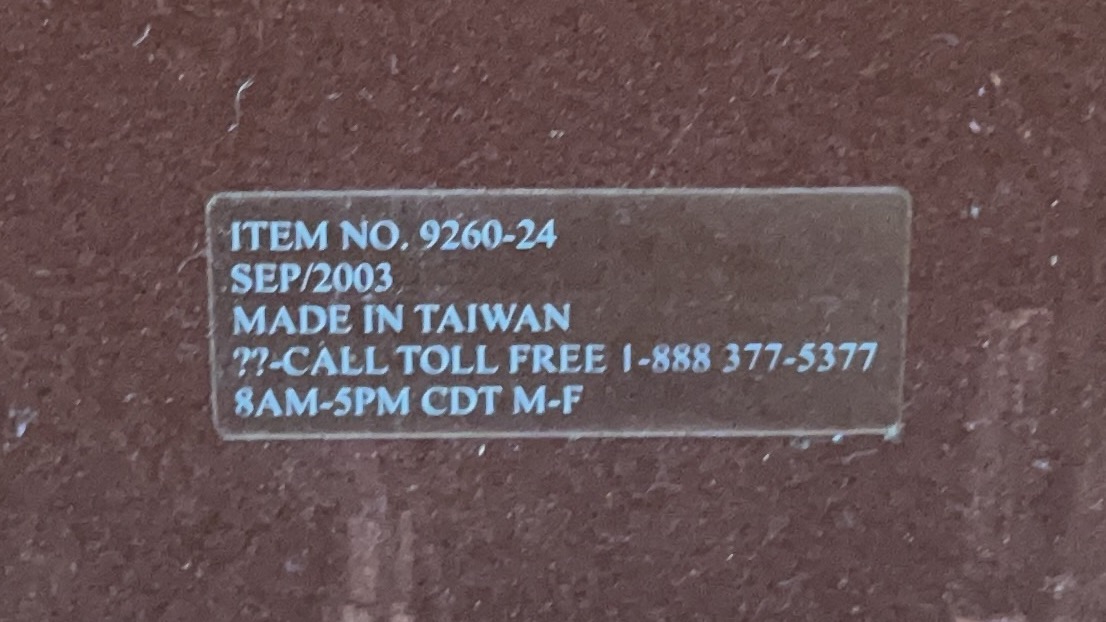 ITEM NO. 9260-24
SEP/2003
MADE IN TAIWAN
??-CALL TOLL FREE 1-888 377-5377
8AM-5PM CDT M-F